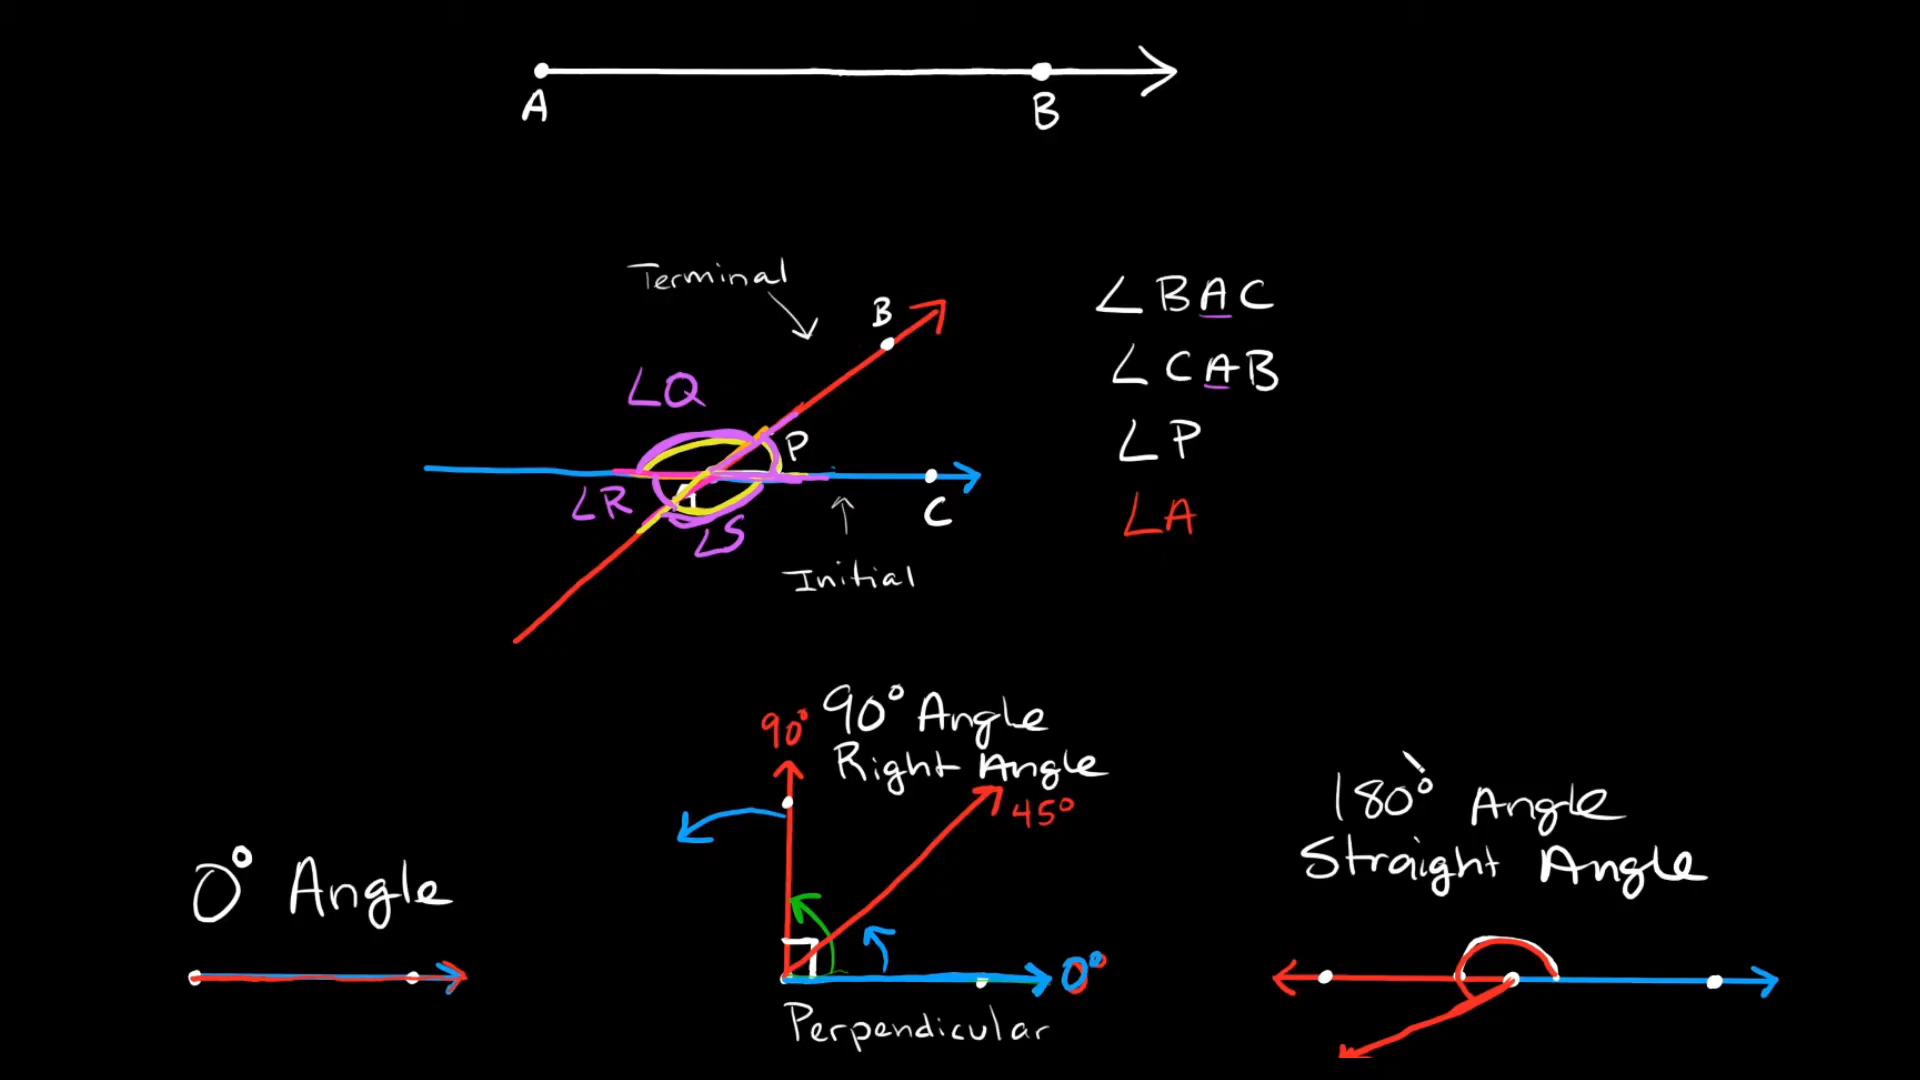 A
B
Terminal
B
∠BAC
∠CAB
∠Q
P
∠P
A
∠R
∠S
C
∠A
Initial
90° 90° Angle
Right Angle
45°
180° Angle
Straight Angle
0° Angle
0°
Perpendicular